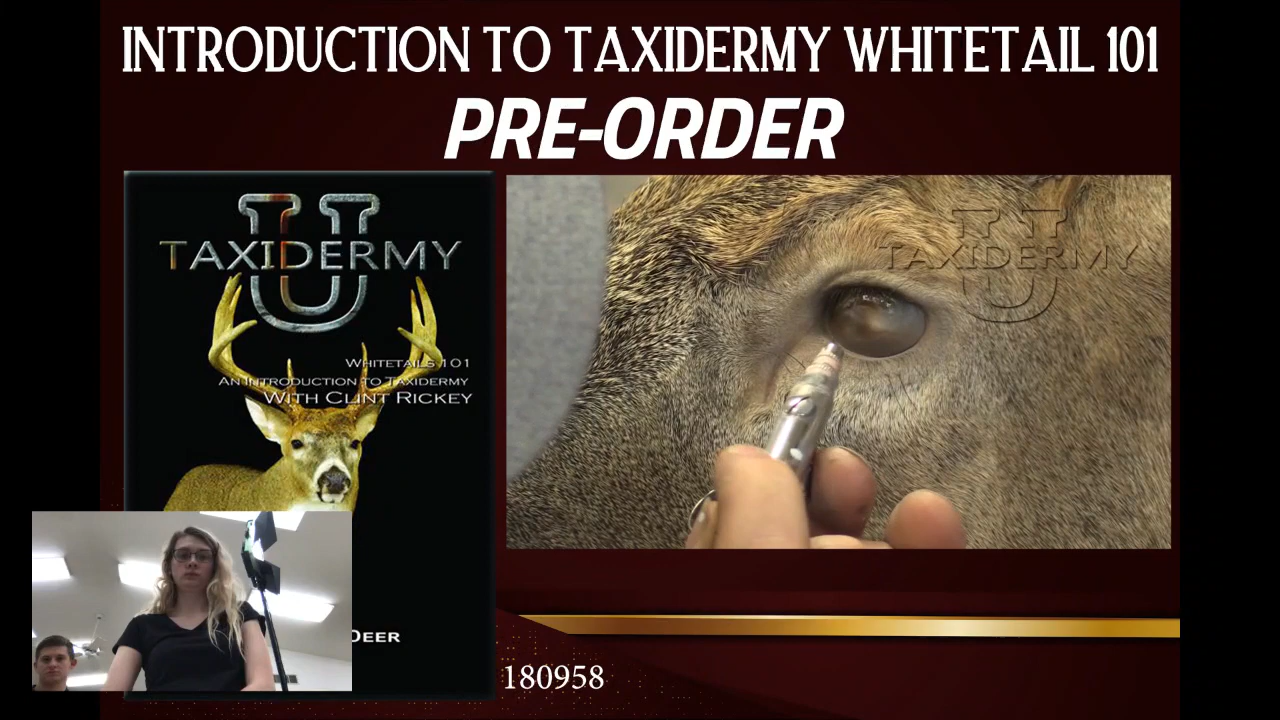 INTRODUCTION TO TAXIDERMY WHITETAIL 101
PRE-ORDER
U
TAXIDERMY
WHITETAILS 101
AN INTRODUCTION TO TAXIDERMY
WITH CLINT RICKEY
DEER
U
TAXIDERMY
180958